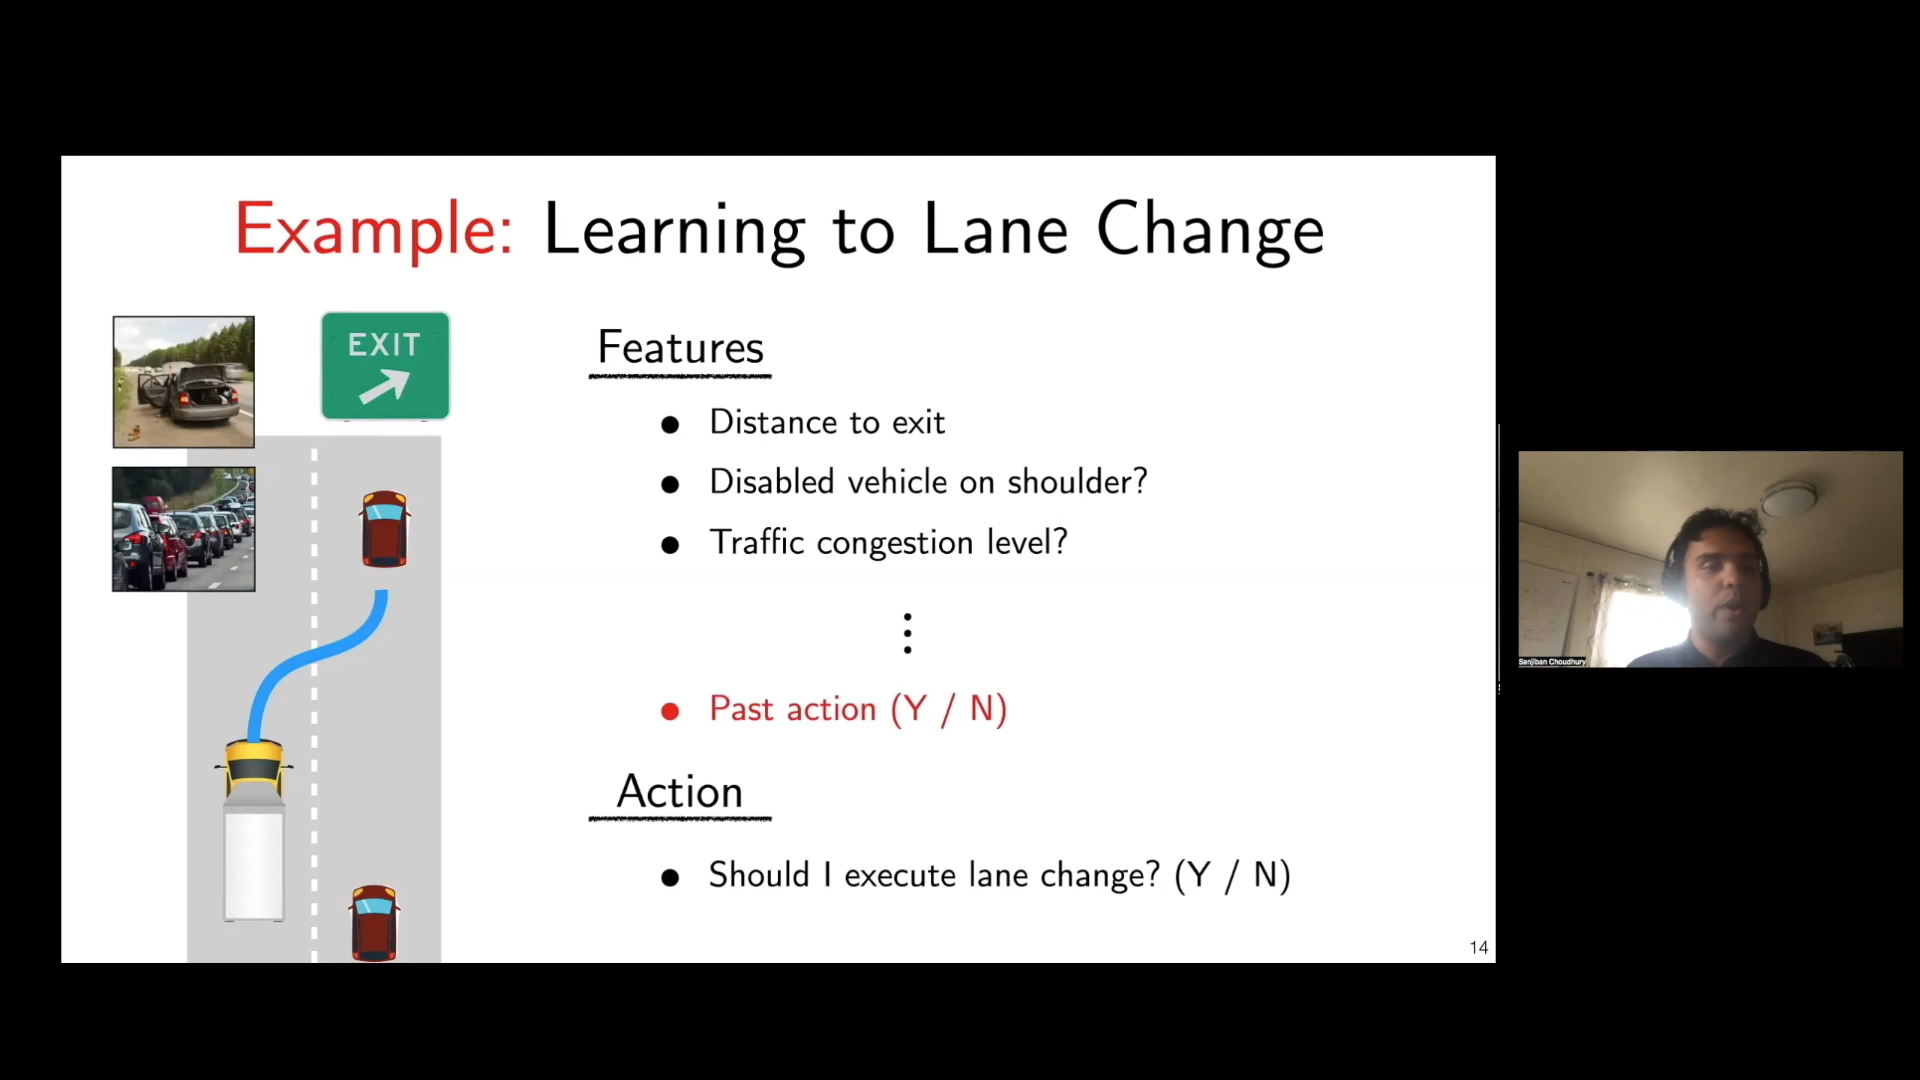 Example: Learning to Lane Change
EXIT
Features
Distance to exit
Disabled vehicle on shoulder?
Traffic congestion level?
Past action (Y / N)
Action
Should I execute lane change? (Y / N)
14
Sanjiban Choudhury